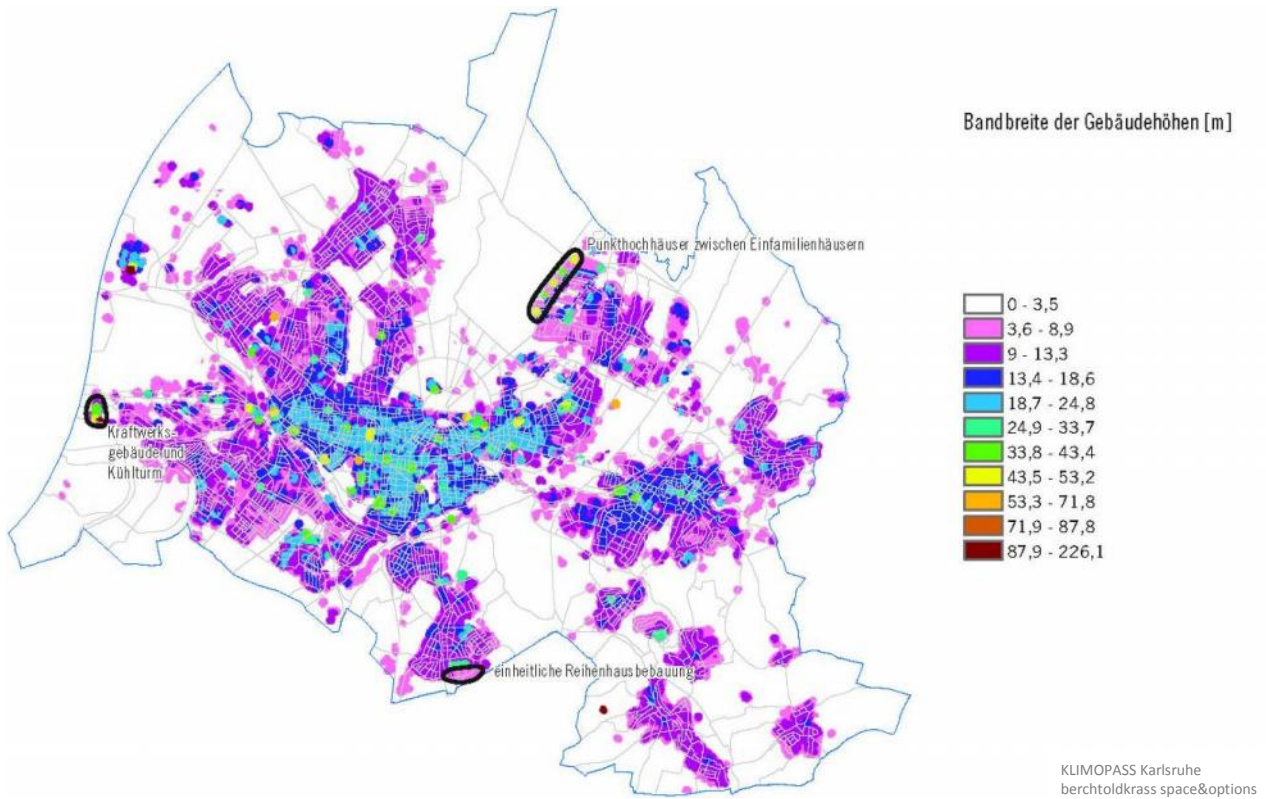 Bandbreite der Gebäudehöhen [m]
Punkthochhäuser zwischen Einfamilienhäusern
0 - 3,5
3,6 - 8,9
9 - 13,3
13,4 - 18,6
18,7 - 24,8
24,9 - 33,7
33,8 - 43,4
43,5 - 53,2
53,3 - 71,8
71,9 - 87,8
87,9 - 226,1
Kraftwerks-
gebäude und
Kühlturm
einheitliche Reihenhausbebauung
KLIMOPASS Karlsruhe
berchtoldkrass space&options